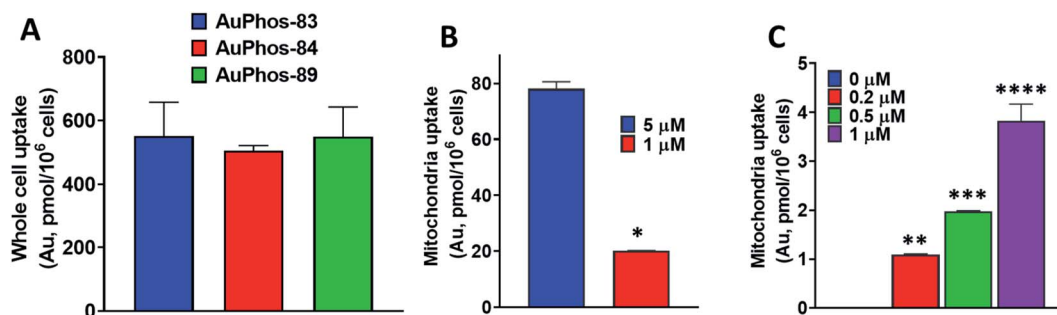 A
AuPhos-83
AuPhos-84
AuPhos-89
Whole cell uptake
(Au, pmol/10⁶ cells)
800
600
400
200
0
B
5 μM
1 μM
Mitochondria uptake
(Au, pmol/10⁶ cells)
80
60
40
20
0
*
C
0 μM
0.2 μM
0.5 μM
1 μM
Mitochondria uptake
(Au, pmol/10⁶ cells)
5
4
3
2
1
0
**
***
****